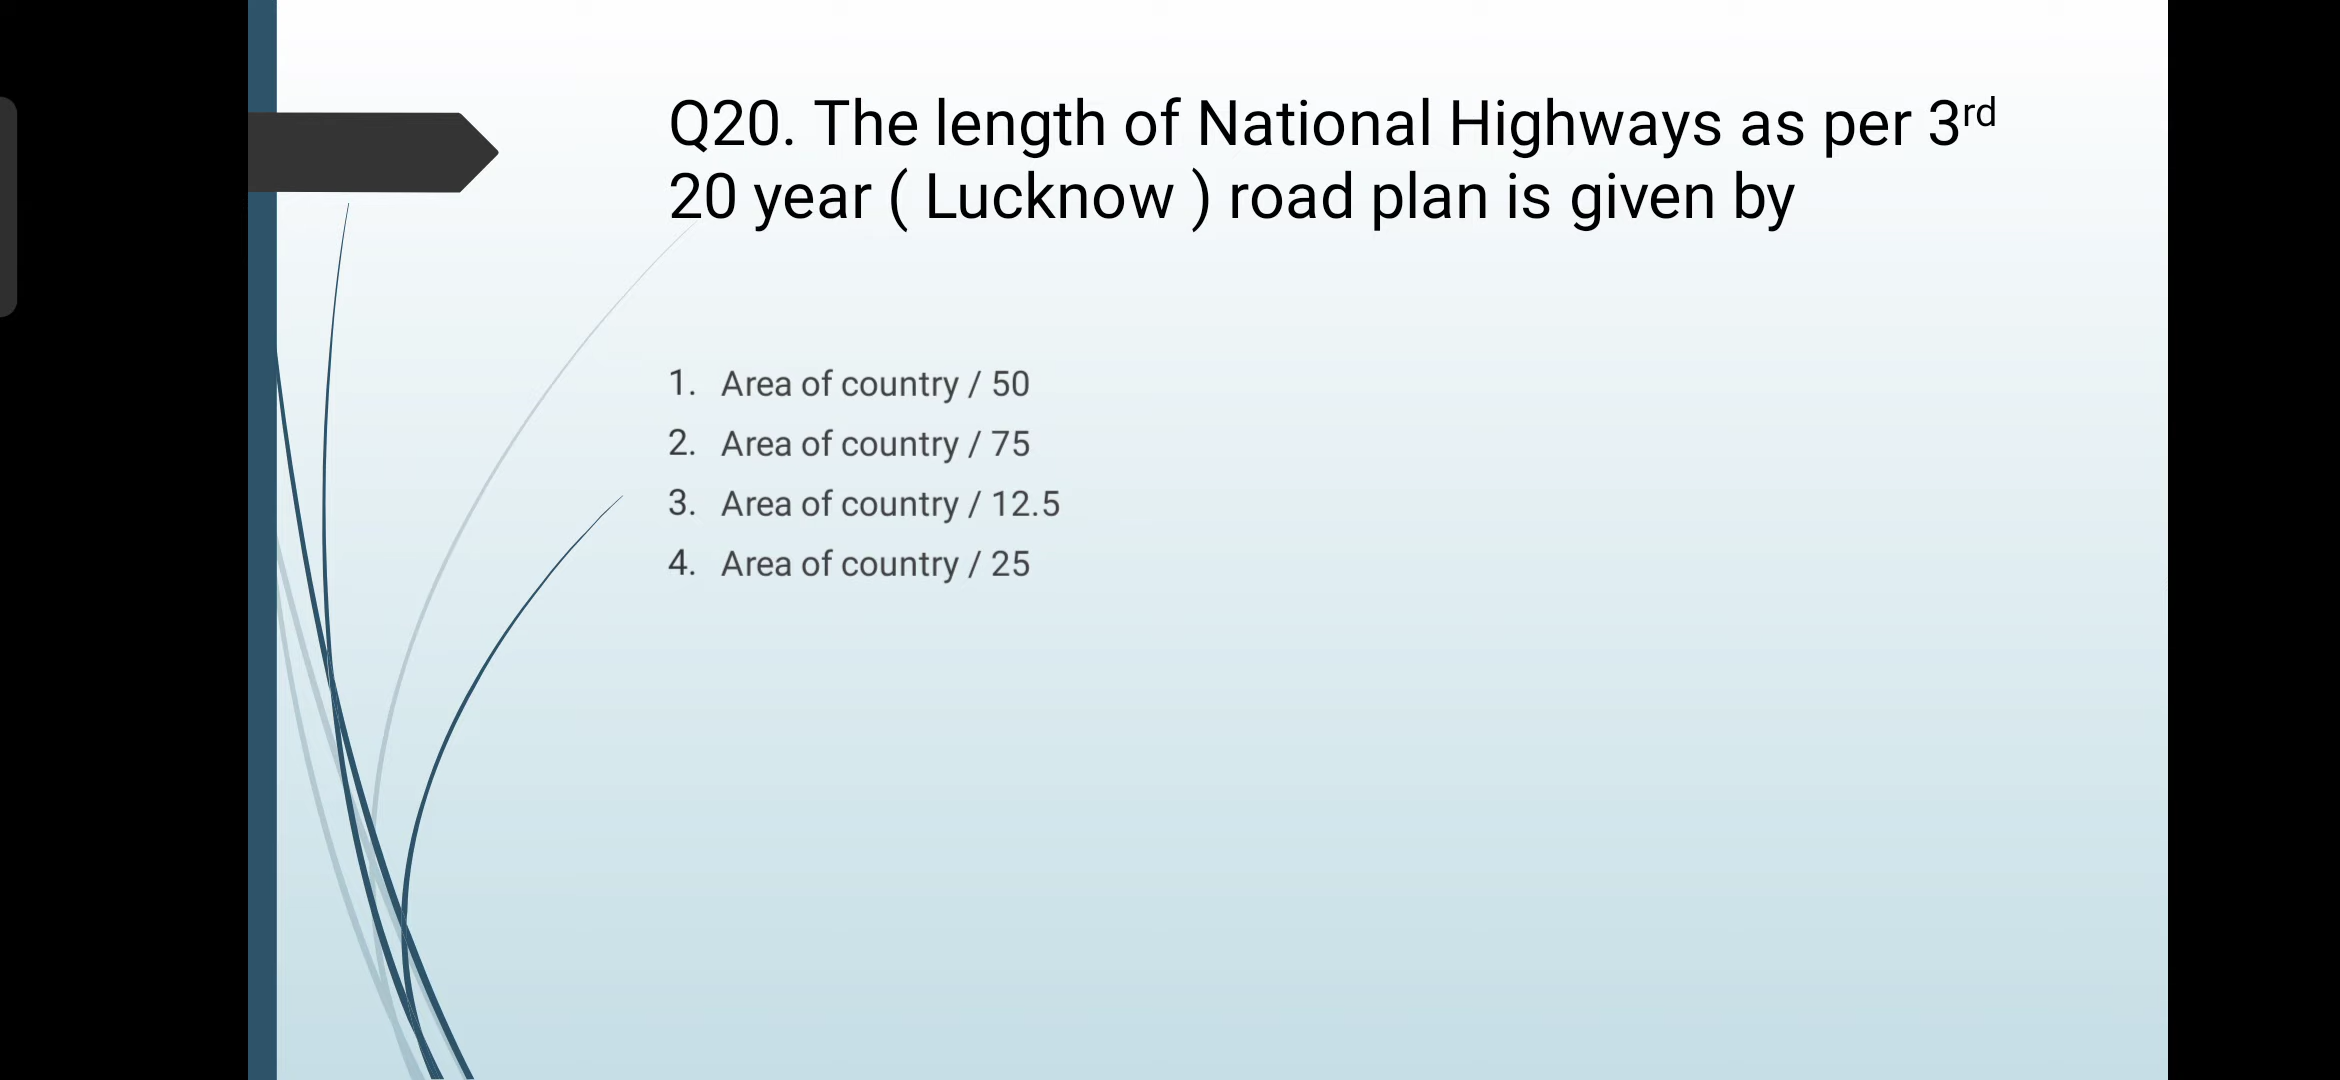 Q20. The length of National Highways as per 3rd
20 year ( Lucknow ) road plan is given by
1. Area of country / 50
2. Area of country / 75
3. Area of country / 12.5
4. Area of country / 25